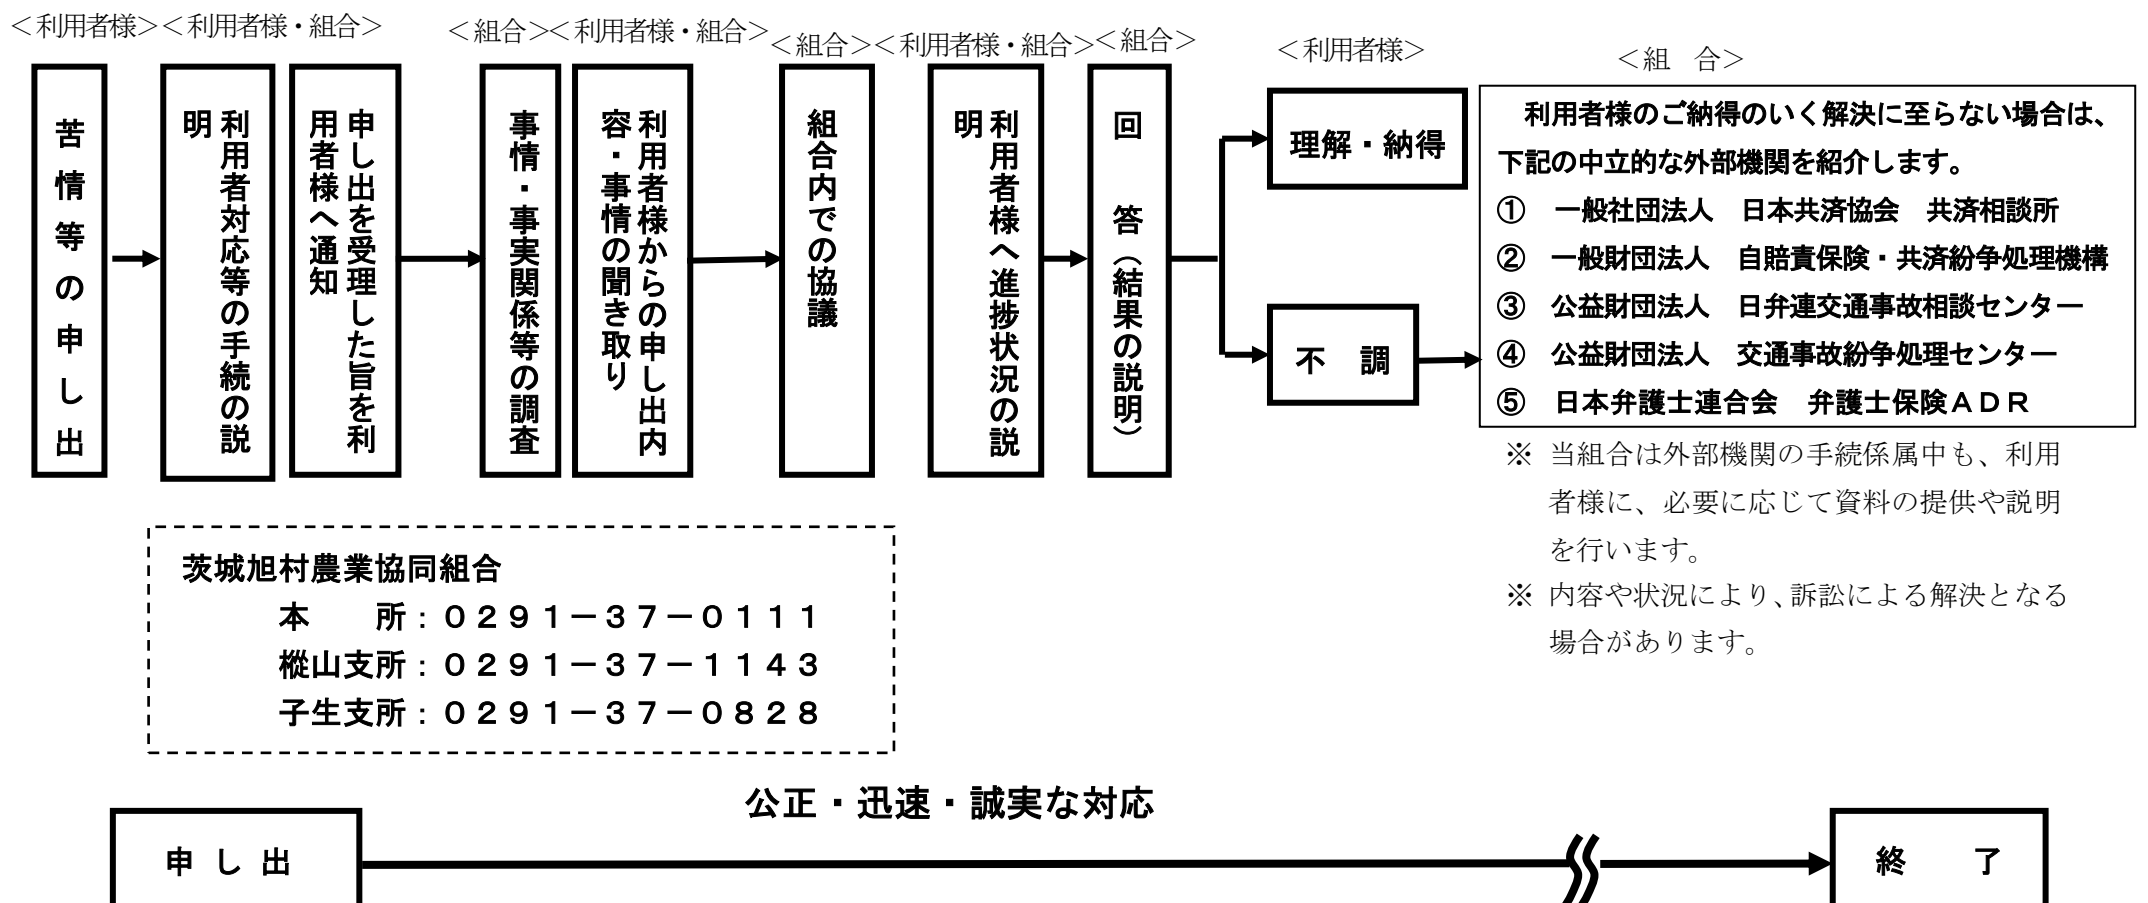 ＜利用者様＞＜利用者様・組合＞
＜組合＞＜利用者様・組合＞
＜組合＞＜利用者様・組合＞
＜組合＞
＜利用者様＞
＜組　合＞
苦情等の申し出
利用者対応等の手続の説
明
申し出を受理した旨を利
用者様へ通知
事情・事実関係等の調査
利用者様からの申し出内
容・事情の聞き取り
組合内での協議
利用者様へ進捗状況の説
明
回　答（結果の説明）
理解・納得
不　調
利用者様のご納得のいく解決に至らない場合は、
下記の中立的な外部機関を紹介します。
①　一般社団法人　日本共済協会　共済相談所
②　一般財団法人　自賠責保険・共済紛争処理機構
③　公益財団法人　日弁連交通事故相談センター
④　公益財団法人　交通事故紛争処理センター
⑤　日本弁護士連合会　弁護士保険ＡＤＲ
※　当組合は外部機関の手続係属中も、利用
者様に、必要に応じて資料の提供や説明
を行います。
※　内容や状況により、訴訟による解決となる
場合があります。
茨城旭村農業協同組合
本　　所：０２９１－３７－０１１１
樅山支所：０２９１－３７－１１４３
子生支所：０２９１－３７－０８２８
公正・迅速・誠実な対応
申し出
終　了